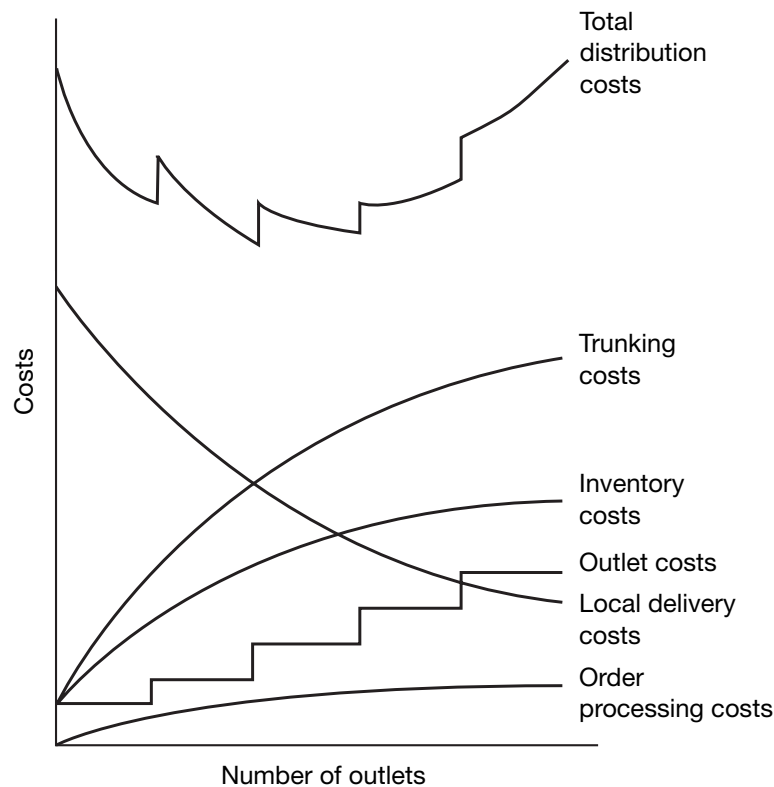 Total
distribution
costs
Trunking
costs
Costs
Inventory
costs
Outlet costs
Local delivery
costs
Order
processing costs
Number of outlets